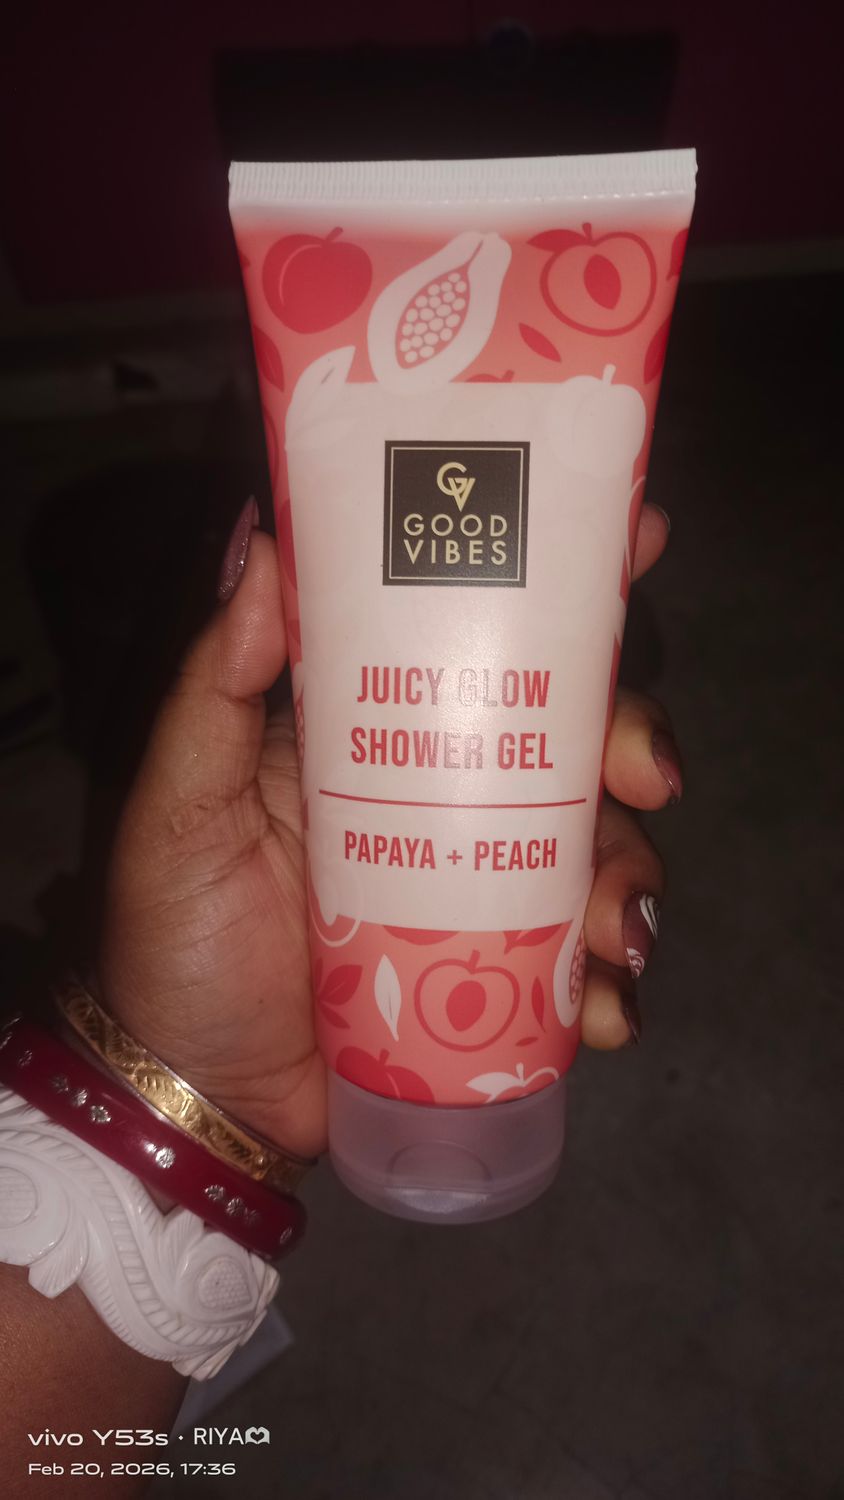 GV
GOOD
VIBES
JUICY GLOW
SHOWER GEL
PAPAYA + PEACH
vivo Y53s · RIYA
Feb 20, 2026, 17:36